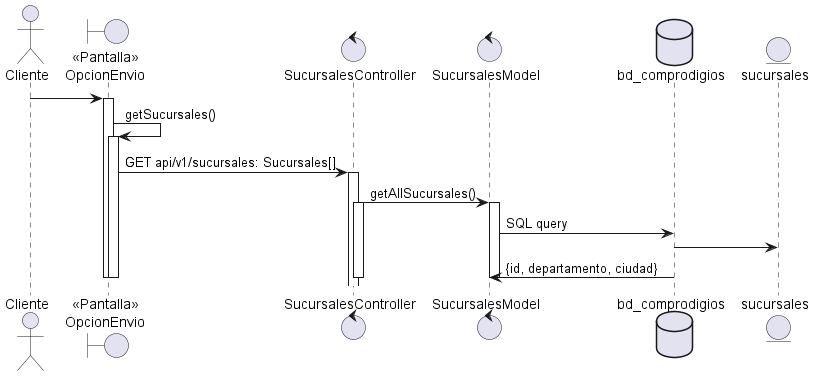 Cliente
«Pantalla»
OpcionEnvio
SucursalesController
SucursalesModel
bd_comprodigios
sucursales
getSucursales()
GET api/v1/sucursales: Sucursales[]
getAllSucursales()
SQL query
{id, departamento, ciudad}
Cliente
«Pantalla»
OpcionEnvio
SucursalesController
SucursalesModel
bd_comprodigios
sucursales